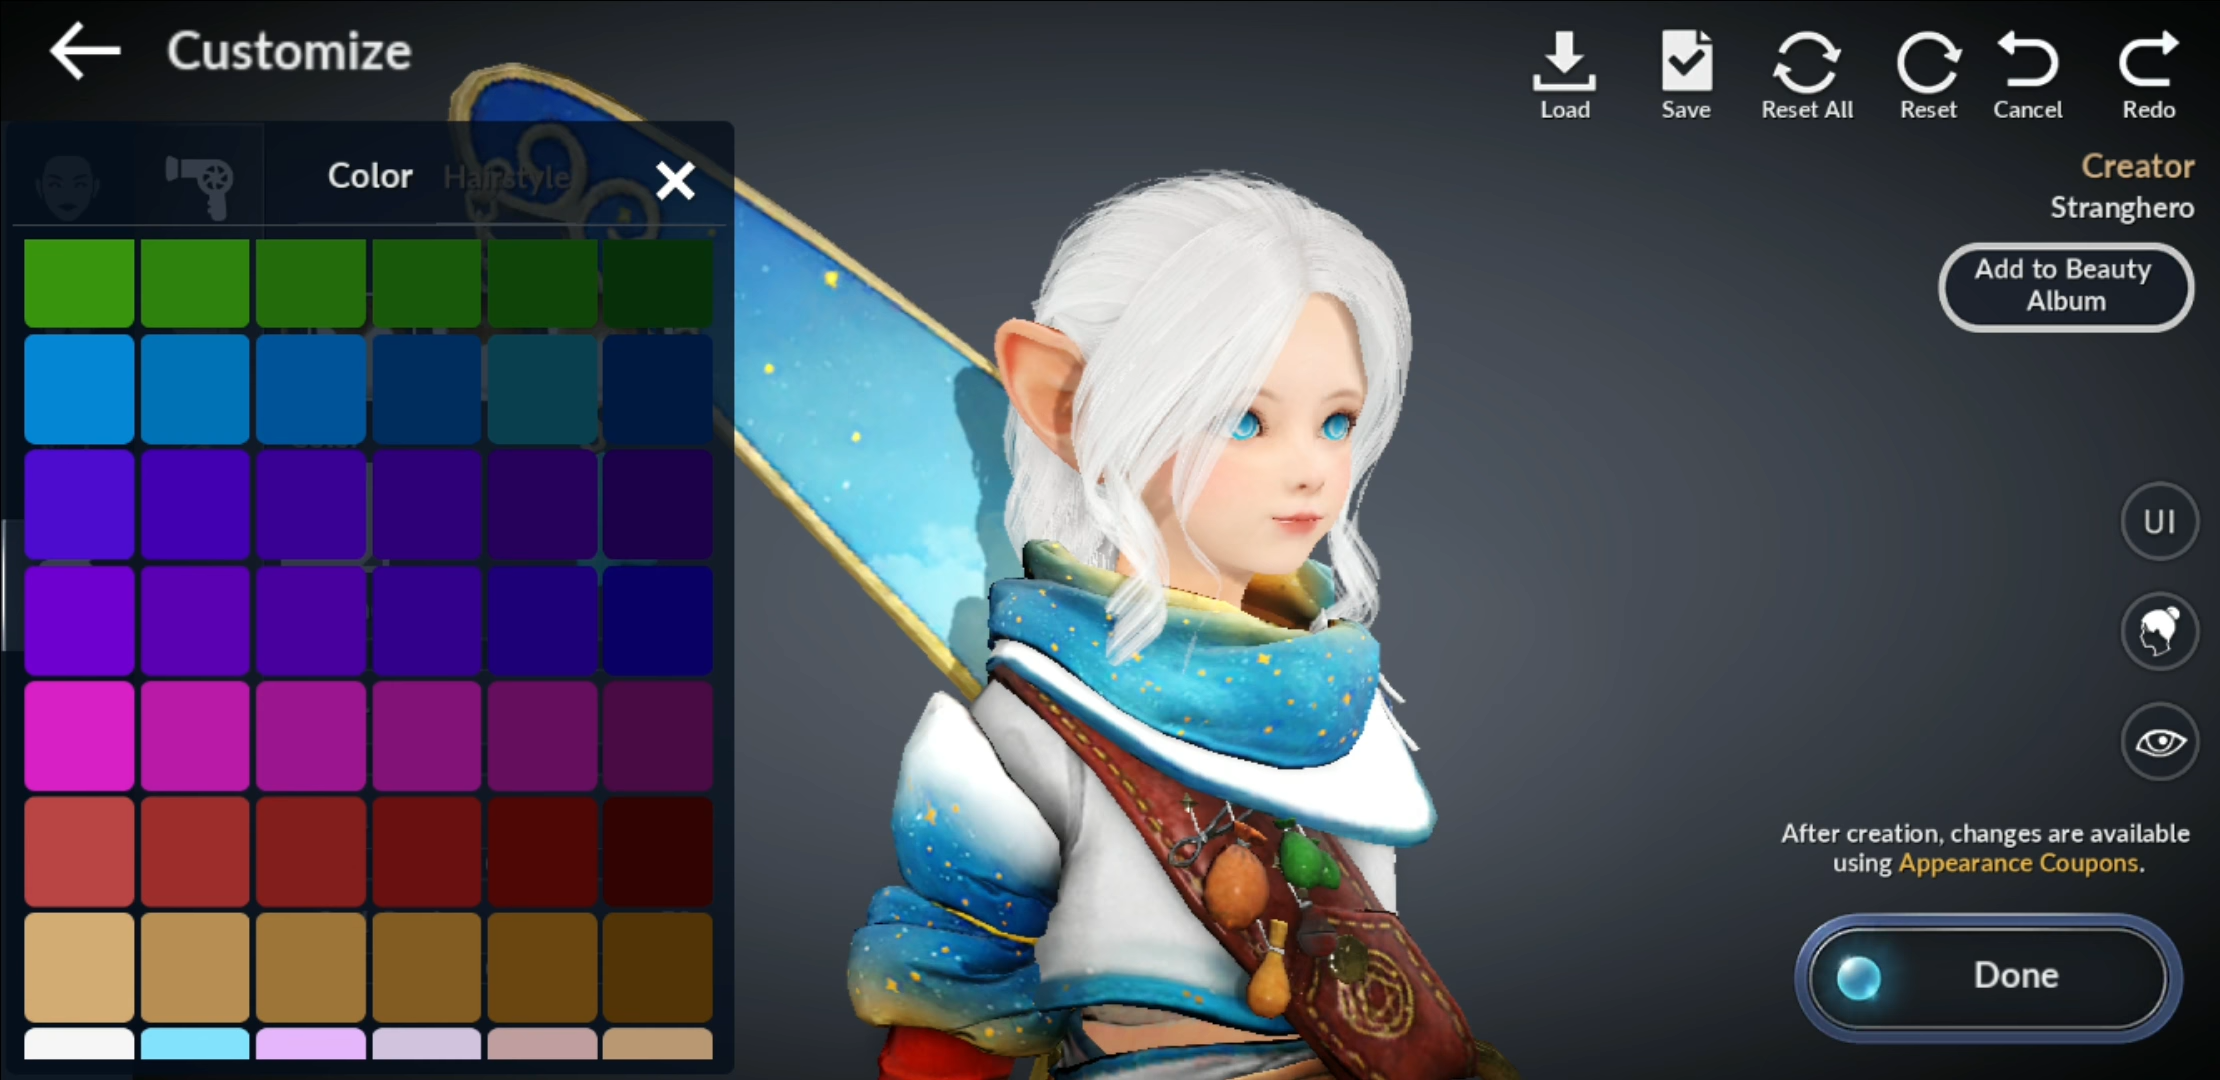 Customize
Load
Save
Reset All
Reset
Cancel
Redo
Color
Hairstyle
Creator
Stranghero
Add to Beauty
Album
UI
After creation, changes are available
using Appearance Coupons.
Done